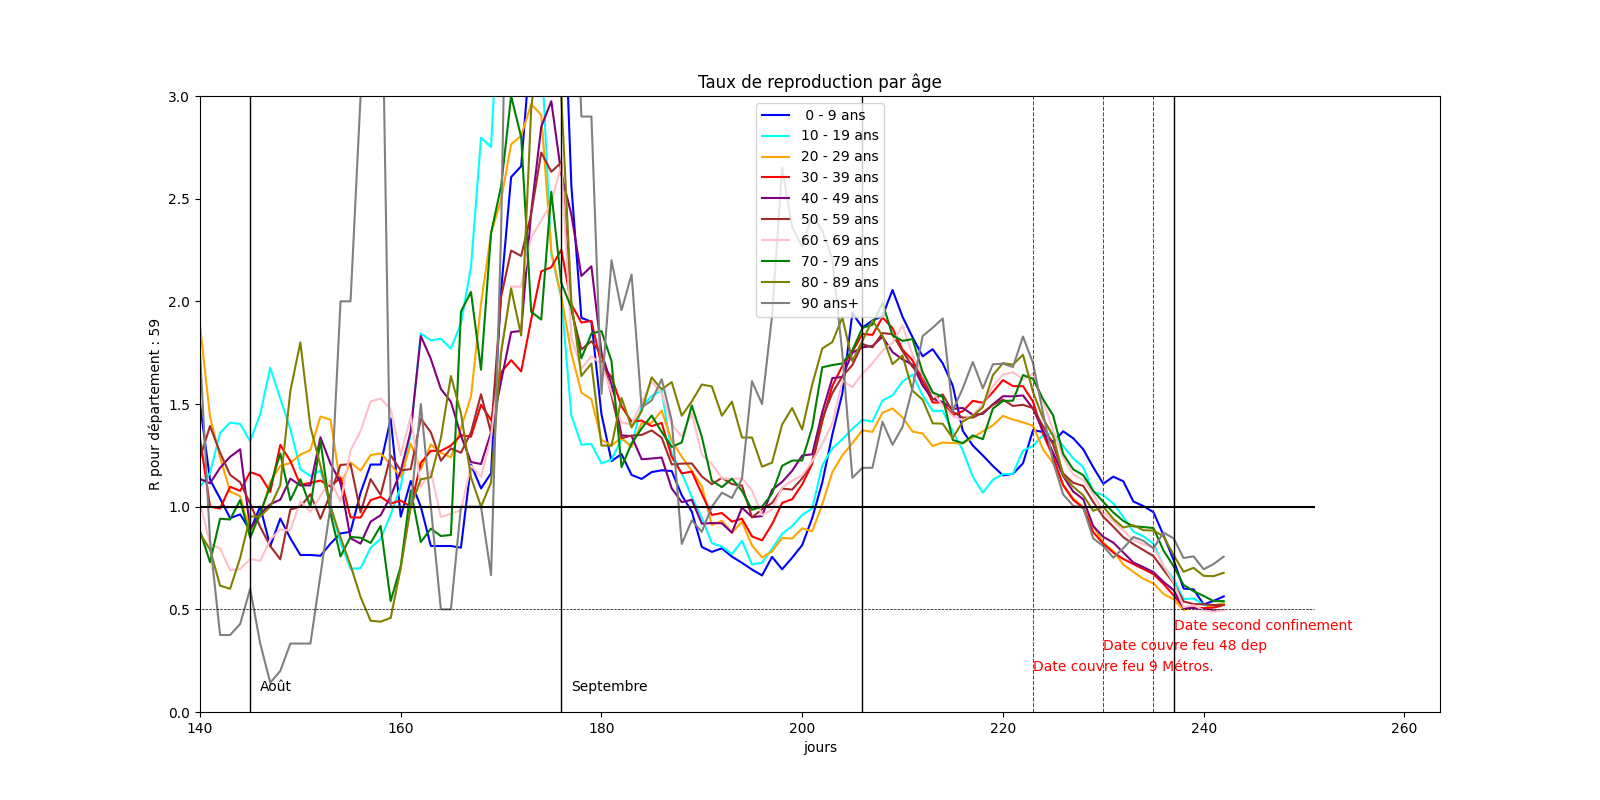 Taux de reproduction par âge
R pour département : 59
3.0
2.5
2.0
1.5
1.0
0.5
0.0
0 - 9 ans
10 - 19 ans
20 - 29 ans
30 - 39 ans
40 - 49 ans
50 - 59 ans
60 - 69 ans
70 - 79 ans
80 - 89 ans
90 ans+
Date second confinement
Date couvre feu 48 dep
Date couvre feu 9 Métros.
Août
Septembre
140
160
180
200
220
240
260
jours